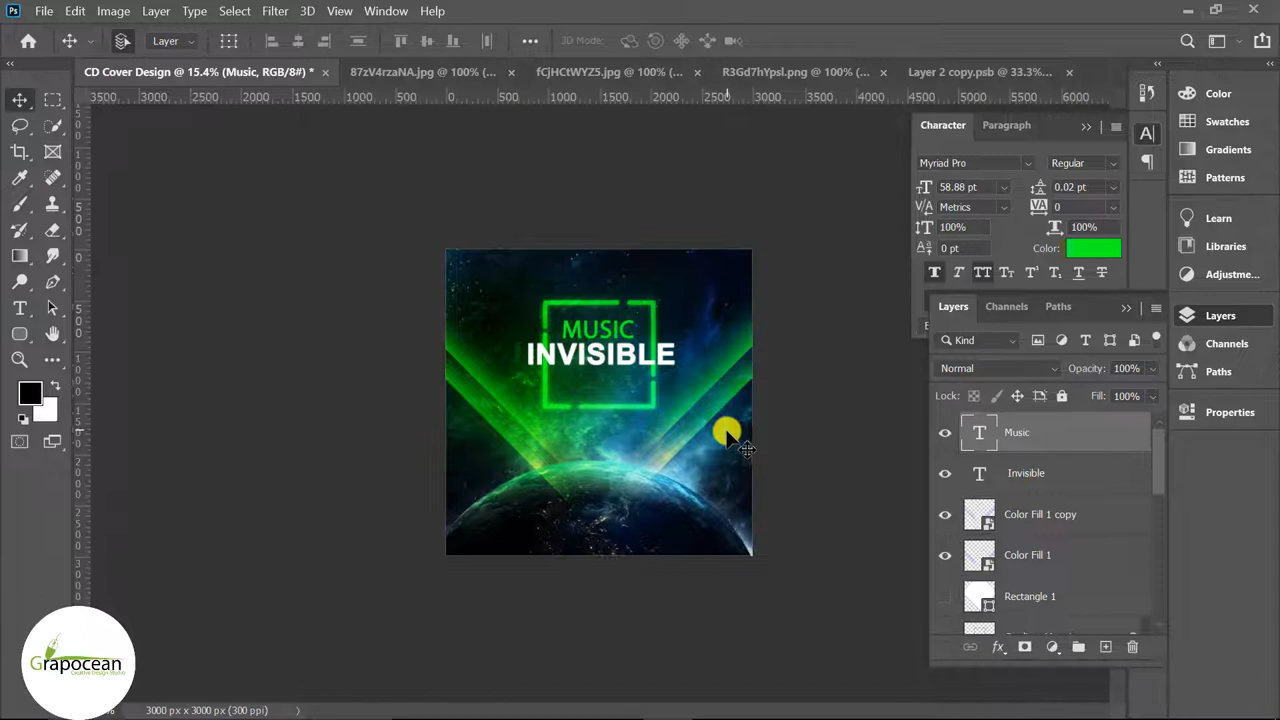 Ps File Edit Image Layer Type Select Filter 3D View Window Help
Layer 3D Mode:
CD Cover Design @ 15.4% (Music, RGB/8#) * × 87zV4rzaNA.jpg @ 100% (... × fCjHCtWYZ5.jpg @ 100% (... × R3Gd7hYpsl.png @ 100% (... × Layer 2 copy.psb @ 33.3%... ×
3500 3000 2500 2000 1500 1000 500 0 500 1000 1500 2000 2500 3000 3500 4000 4500 5000 5500 6000
Character Paragraph
Myriad Pro Regular
58.88 pt 0.02 pt
Metrics 0
100% 100%
0 pt Color:
Color
Swatches
Gradients
Patterns
Learn
Libraries
Adjustme...
Layers
Channels
Paths
Properties
MUSIC
INVISIBLE
Layers Channels Paths
Kind
Normal Opacity: 100%
Lock: Fill: 100%
Music
Invisible
Color Fill 1 copy
Color Fill 1
Rectangle 1
fx
Grapocean
Creative Design Studio
3000 px x 3000 px (300 ppi)